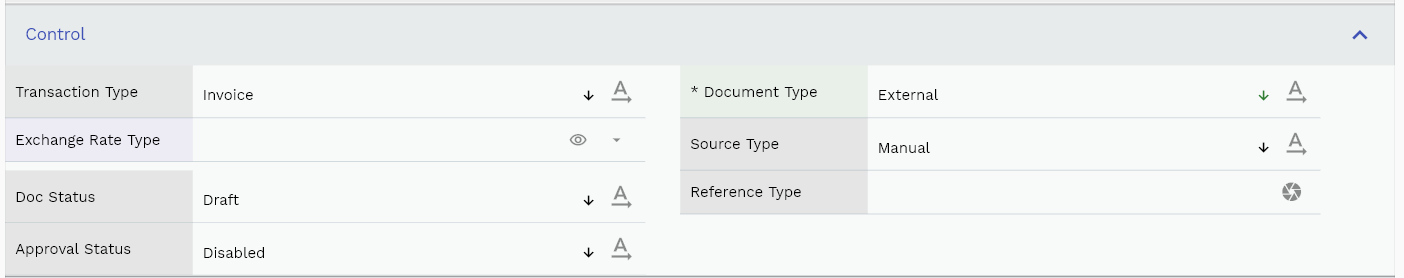 Control
Transaction Type Invoice
* Document Type External
Exchange Rate Type
Source Type Manual
Doc Status Draft
Reference Type
Approval Status Disabled